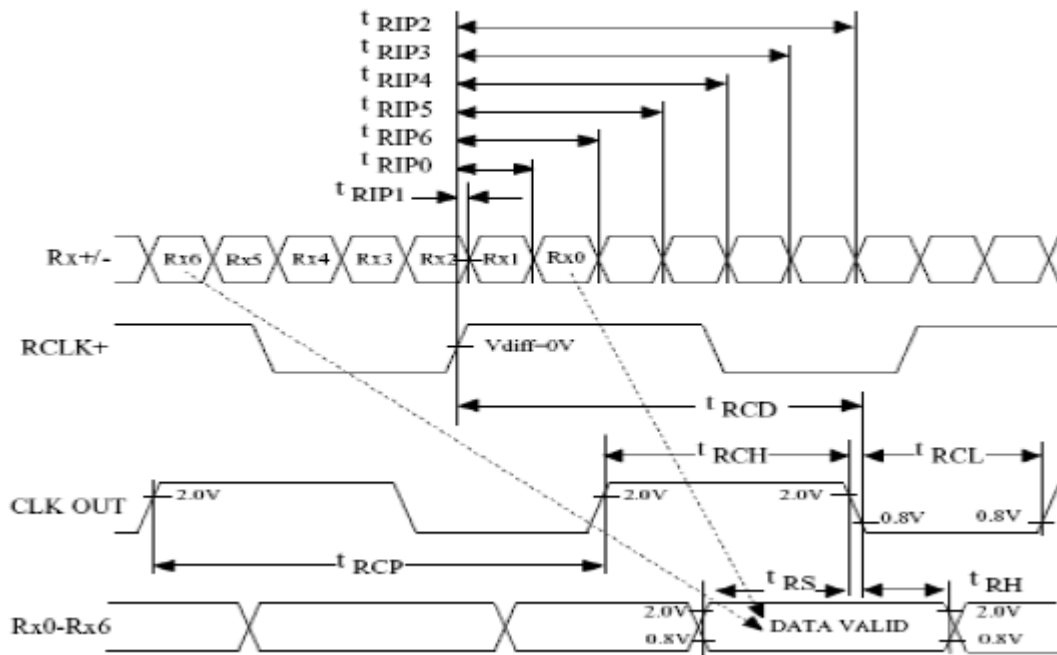 t RIP2
t RIP3
t RIP4
t RIP5
t RIP6
t RIP0
t RIP1
Rx+/- Rx6 Rx5 Rx4 Rx3 Rx2 Rx1 Rx0
RCLK+ Vdiff=0V
t RCD
t RCH t RCL
CLK OUT 2.0V 2.0V 2.0V 0.8V 0.8V
t RCP
t RS t RH
Rx0-Rx6 2.0V 0.8V DATA VALID 2.0V 0.8V